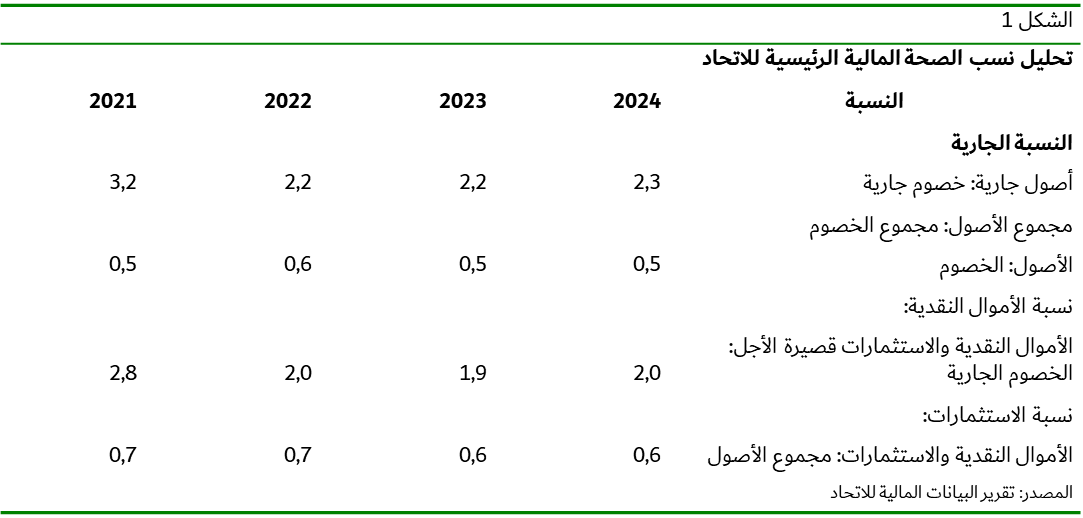 الشكل 1
تحليل نسب الصحة المالية الرئيسية للاتحاد
النسبة 2024 2023 2022 2021
النسبة الجارية
أصول جارية: خصوم جارية 2,3 2,2 2,2 3,2
مجموع الأصول: مجموع الخصوم
الأصول: الخصوم 0,5 0,5 0,6 0,5
نسبة الأموال النقدية:
الأموال النقدية والاستثمارات قصيرة الأجل:
الخصوم الجارية 2,0 1,9 2,0 2,8
نسبة الاستثمارات:
الأموال النقدية والاستثمارات: مجموع الأصول 0,6 0,6 0,7 0,7
المصدر: تقرير البيانات المالية للاتحاد